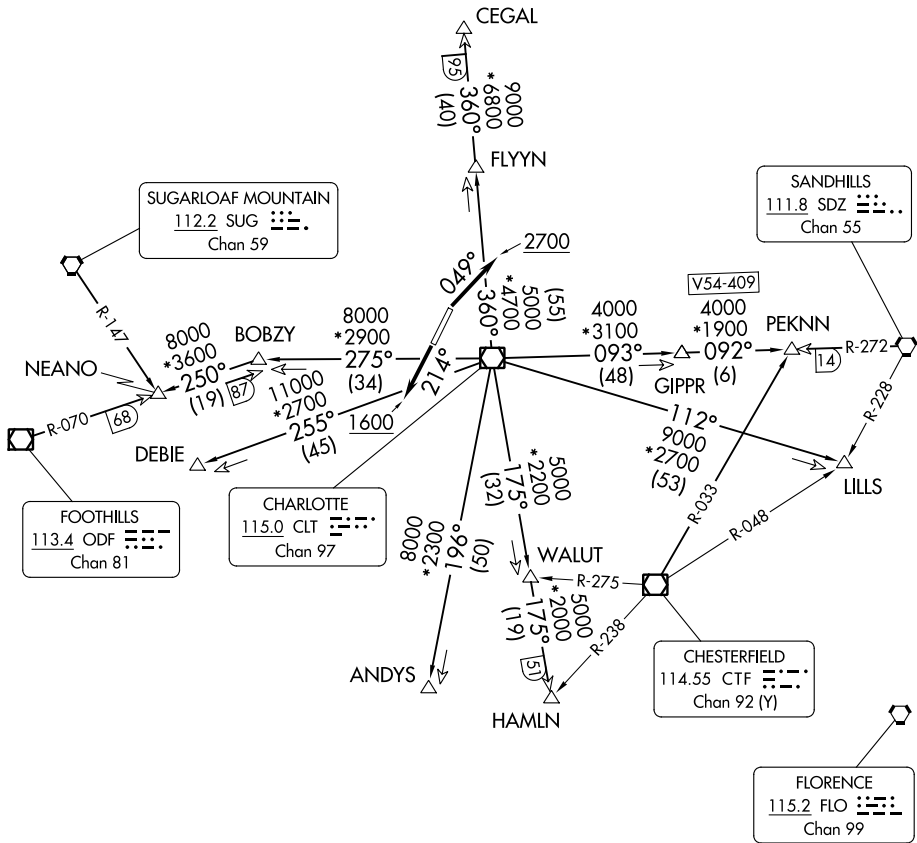 CEGAL
95
9000
*6800
360°
(40)
FLYYN
SUGARLOAF MOUNTAIN
112.2 SUG
Chan 59
SANDHILLS
111.8 SDZ
Chan 55
049°
2700
(55)
5000
*4700
360°
R-147
NEANO
8000
*3600
250°
(19)
BOBZY
87
8000
*2900
275°
(34)
4000
*3100
093°
(48)
GIPPR
V54-409
4000
*1900
092°
(6)
PEKNN
14
R-272
R-228
R-070
68
11000
*2700
255°
(45)
DEBIE
214°
1600
112°
9000
*2700
(53)
LILLS
FOOTHILLS
113.4 ODF
Chan 81
CHARLOTTE
115.0 CLT
Chan 97
8000
*2300
196°
(50)
ANDYS
5000
*2200
175°
(32)
WALUT
5000
*2000
175°
(19)
51
HAMLN
R-033
R-048
R-275
R-238
CHESTERFIELD
114.55 CTF
Chan 92 (Y)
FLORENCE
115.2 FLO
Chan 99